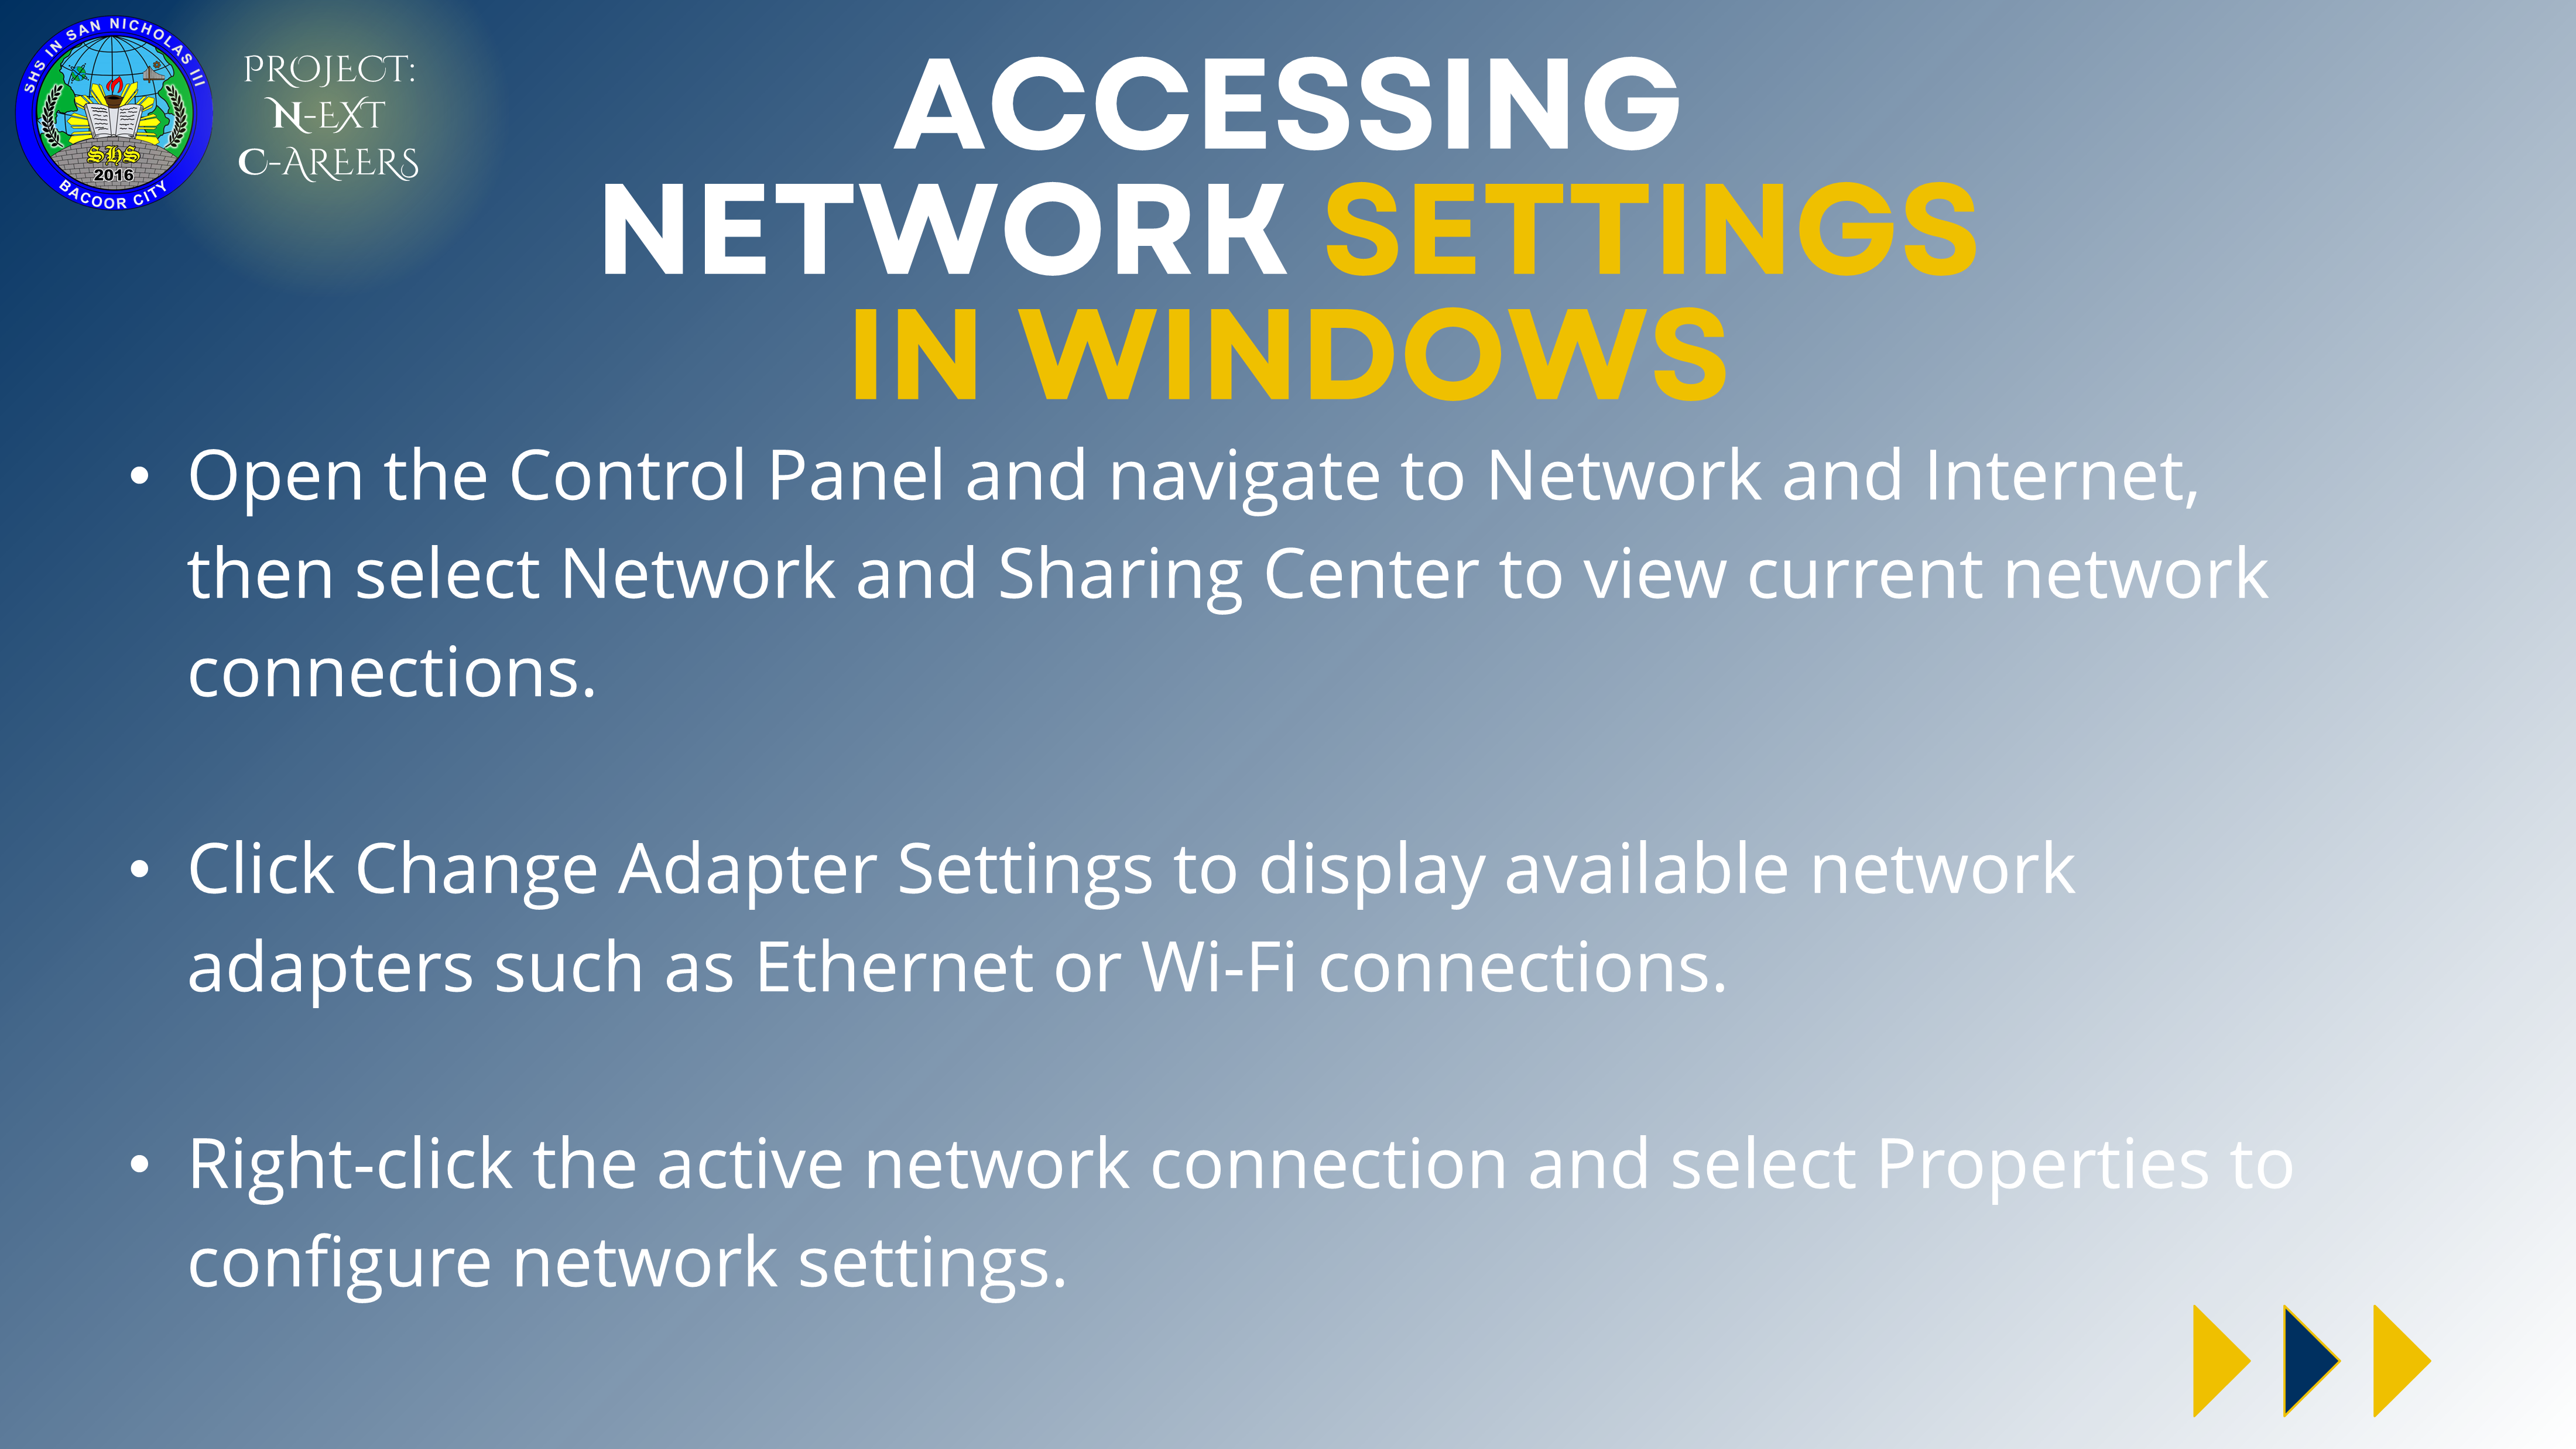 SHS IN SAN NICHOLAS III
SHS
2016
BACOOR CITY
PROJECT:
N-EXT
C-AREERS
ACCESSING
NETWORK SETTINGS
IN WINDOWS
• Open the Control Panel and navigate to Network and Internet,
then select Network and Sharing Center to view current network
connections.
• Click Change Adapter Settings to display available network
adapters such as Ethernet or Wi-Fi connections.
• Right-click the active network connection and select Properties to
configure network settings.